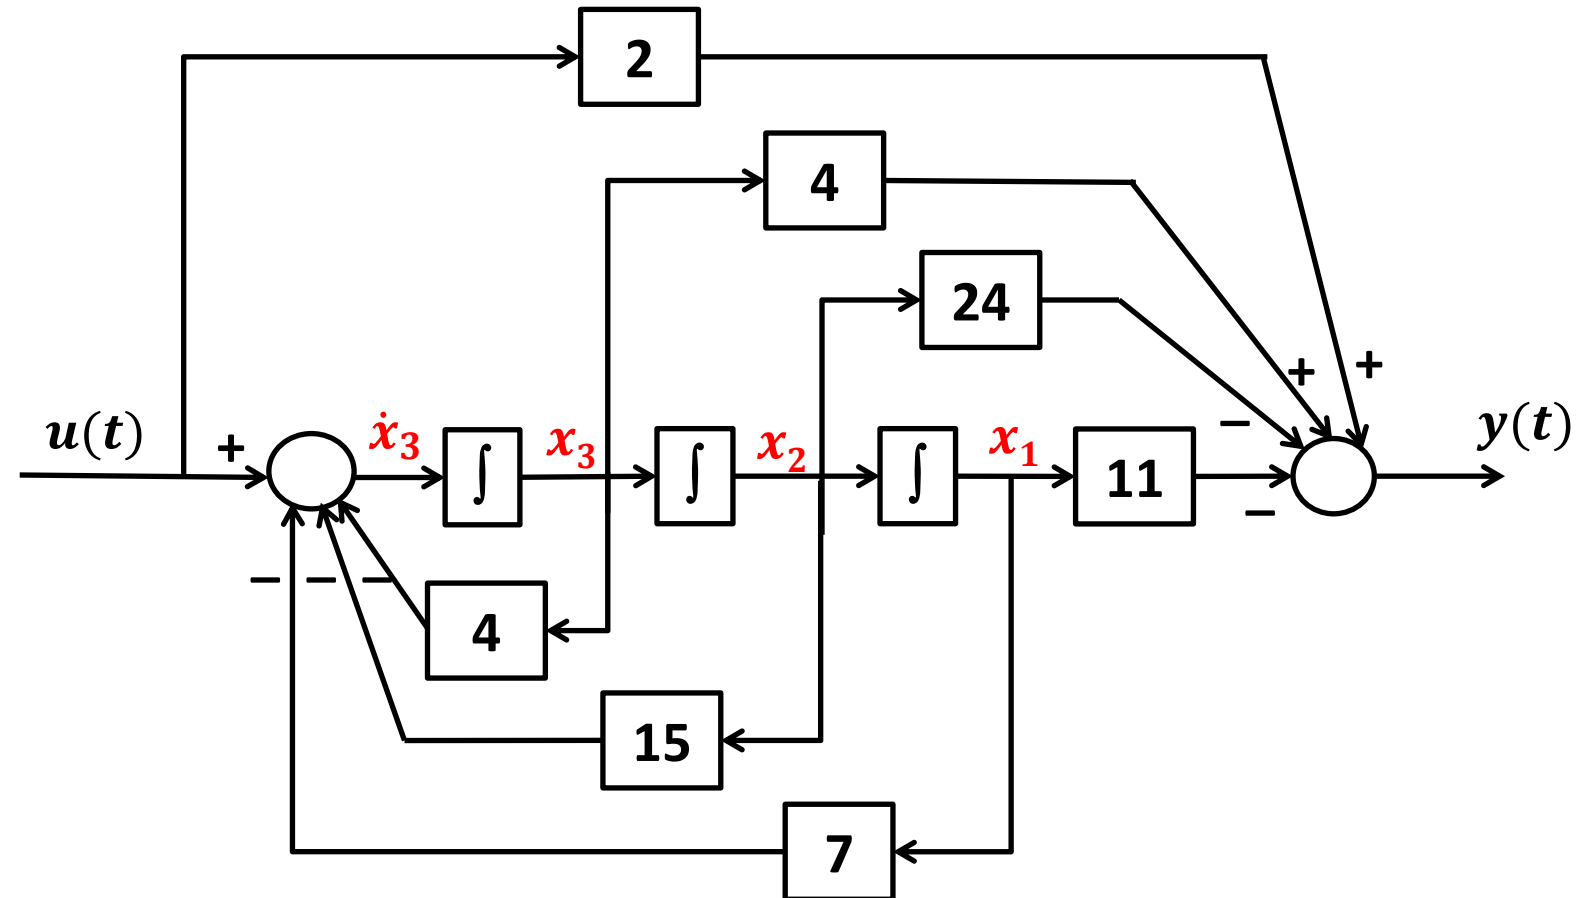 2
4
24
u(t)
+
ẋ₃
∫
x₃
∫
x₂
∫
x₁
11
−
+
+
−
y(t)
− − −
4
15
7